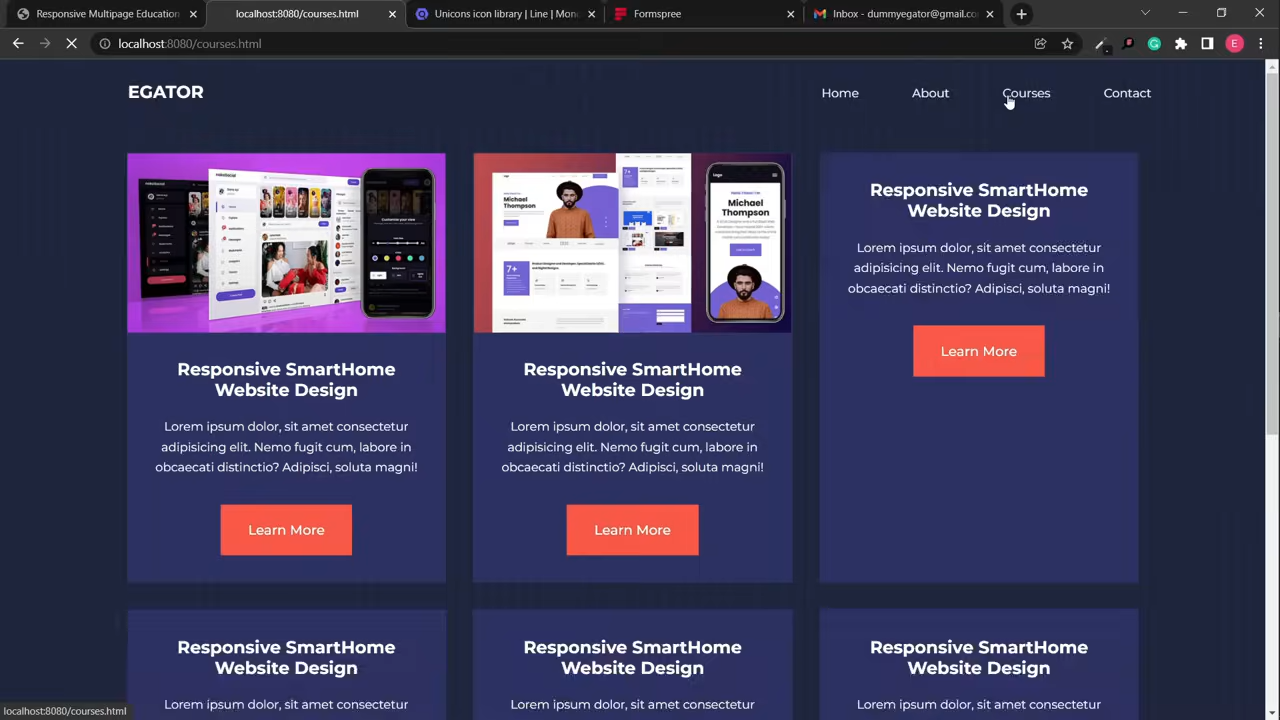 Responsive Multipage Education
localhost:8080/courses.html
Unicons icon library | Line | Mon
Formspree
Inbox - dummyegator@gmail.co
localhost:8080/courses.html
E
EGATOR
Home
About
Courses
Contact
Michael
Thompson
7+
Logo
Michael
Thompson
Customize your view
Responsive SmartHome
Website Design
Lorem ipsum dolor, sit amet consectetur
adipisicing elit. Nemo fugit cum, labore in
obcaecati distinctio? Adipisci, soluta magni!
Learn More
Responsive SmartHome
Website Design
Lorem ipsum dolor, sit amet consectetur
adipisicing elit. Nemo fugit cum, labore in
obcaecati distinctio? Adipisci, soluta magni!
Learn More
Responsive SmartHome
Website Design
Lorem ipsum dolor, sit amet consectetur
adipisicing elit. Nemo fugit cum, labore in
obcaecati distinctio? Adipisci, soluta magni!
Learn More
Responsive SmartHome
Website Design
Lorem ipsum dolor, sit amet consectetur
Responsive SmartHome
Website Design
Lorem ipsum dolor, sit amet consectetur
Responsive SmartHome
Website Design
Lorem ipsum dolor, sit amet consectetur
localhost:8080/courses.html